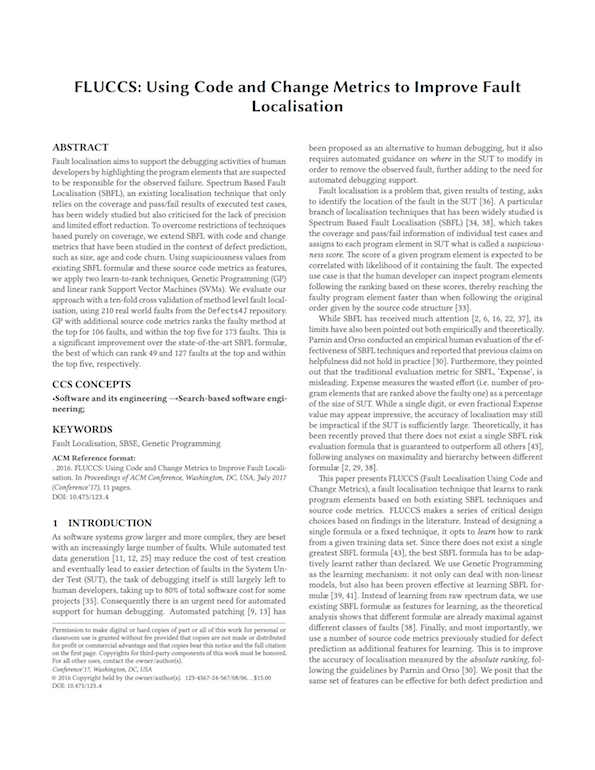 FLUCCS: Using Code and Change Metrics to Improve Fault
Localisation
ABSTRACT
Fault localisation aims to support the debugging activities of human
developers by highlighting the program elements that are suspected
to be responsible for the observed failure. Spectrum Based Fault
Localisation (SBFL), an existing localisation technique that only
relies on the coverage and pass/fail results of executed test cases,
has been widely studied but also criticised for the lack of precision
and limited effort reduction. To overcome restrictions of techniques
based purely on coverage, we extend SBFL with code and change
metrics that have been studied in the context of defect prediction,
such as size, age and code churn. Using suspiciousness values from
existing SBFL formulæ and these source code metrics as features,
we apply two learn-to-rank techniques, Genetic Programming (GP)
and linear rank Support Vector Machines (SVMs). We evaluate our
approach with a ten-fold cross validation of method level fault local-
isation, using 210 real world faults from the Defects4J repository.
GP with additional source code metrics ranks the faulty method at
the top for 106 faults, and within the top five for 173 faults. This is
a significant improvement over the state-of-the-art SBFL formulæ,
the best of which can rank 49 and 127 faults at the top and within
the top five, respectively.
CCS CONCEPTS
•Software and its engineering →Search-based software engi-
neering;
KEYWORDS
Fault Localisation, SBSE, Genetic Programming
ACM Reference format:
. 2016. FLUCCS: Using Code and Change Metrics to Improve Fault Locali-
sation. In Proceedings of ACM Conference, Washington, DC, USA, July 2017
(Conference'17), 11 pages.
DOI: 10.475/123.4
1 INTRODUCTION
As software systems grow larger and more complex, they are beset
with an increasingly large number of faults. While automated test
data generation [11, 12, 25] may reduce the cost of test creation
and eventually lead to easier detection of faults in the System Un-
der Test (SUT), the task of debugging itself is still largely left to
human developers, taking up to 80% of total software cost for some
projects [35]. Consequently there is an urgent need for automated
support for human debugging. Automated patching [9, 13] has
Permission to make digital or hard copies of part or all of this work for personal or
classroom use is granted without fee provided that copies are not made or distributed
for profit or commercial advantage and that copies bear this notice and the full citation
on the first page. Copyrights for third-party components of this work must be honored.
For all other uses, contact the owner/author(s).
Conference'17, Washington, DC, USA
© 2016 Copyright held by the owner/author(s). 123-4567-24-567/08/06...$15.00
DOI: 10.475/123.4
been proposed as an alternative to human debugging, but it also
requires automated guidance on where in the SUT to modify in
order to remove the observed fault, further adding to the need for
automated debugging support.
Fault localisation is a problem that, given results of testing, asks
to identify the location of the fault in the SUT [36]. A particular
branch of localisation techniques that has been widely studied is
Spectrum Based Fault Localisation (SBFL) [34, 38], which takes
the coverage and pass/fail information of individual test cases and
assigns to each program element in SUT what is called a suspicious-
ness score. The score of a given program element is expected to be
correlated with likelihood of it containing the fault. The expected
use case is that the human developer can inspect program elements
following the ranking based on these scores, thereby reaching the
faulty program element faster than when following the original
order given by the source code structure [33].
While SBFL has received much attention [2, 6, 16, 22, 37], its
limits have also been pointed out both empirically and theoretically.
Parnin and Orso conducted an empirical human evaluation of the ef-
fectiveness of SBFL techniques and reported that previous claims on
helpfulness did not hold in practice [30]. Furthermore, they pointed
out that the traditional evaluation metric for SBFL, 'Expense', is
misleading. Expense measures the wasted effort (i.e. number of pro-
gram elements that are ranked above the faulty one) as a percentage
of the size of SUT. While a single digit, or even fractional Expense
value may appear impressive, the accuracy of localisation may still
be impractical if the SUT is sufficiently large. Theoretically, it has
been recently proved that there does not exist a single SBFL risk
evaluation formula that is guaranteed to outperform all others [43],
following analyses on maximality and hierarchy between different
formulæ [2, 29, 38].
This paper presents FLUCCS (Fault Localisation Using Code and
Change Metrics), a fault localisation technique that learns to rank
program elements based on both existing SBFL techniques and
source code metrics. FLUCCS makes a series of critical design
choices based on findings in the literature. Instead of designing a
single formula or a fixed technique, it opts to learn how to rank
from a given training data set. Since there does not exist a single
greatest SBFL formula [43], the best SBFL formula has to be adap-
tively learnt rather than declared. We use Genetic Programming
as the learning mechanism: it not only can deal with non-linear
models, but also has been proven effective at learning SBFL for-
mulæ [39, 41]. Instead of learning from raw spectrum data, we use
existing SBFL formulæ as features for learning, as the theoretical
analysis shows that different formulæ are already maximal against
different classes of faults [38]. Finally, and most importantly, we
use a number of source code metrics previously studied for defect
prediction as additional features for learning. This is to improve
the accuracy of localisation measured by the absolute ranking, fol-
lowing the guidelines by Parnin and Orso [30]. We posit that the
same set of features can be effective for both defect prediction and